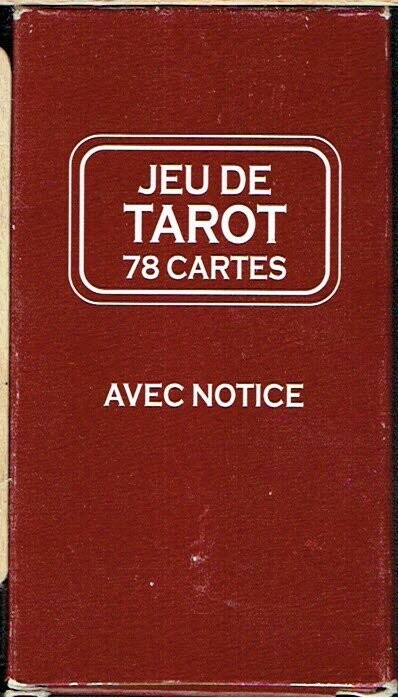 JEU DE
TAROT
78 CARTES
AVEC NOTICE